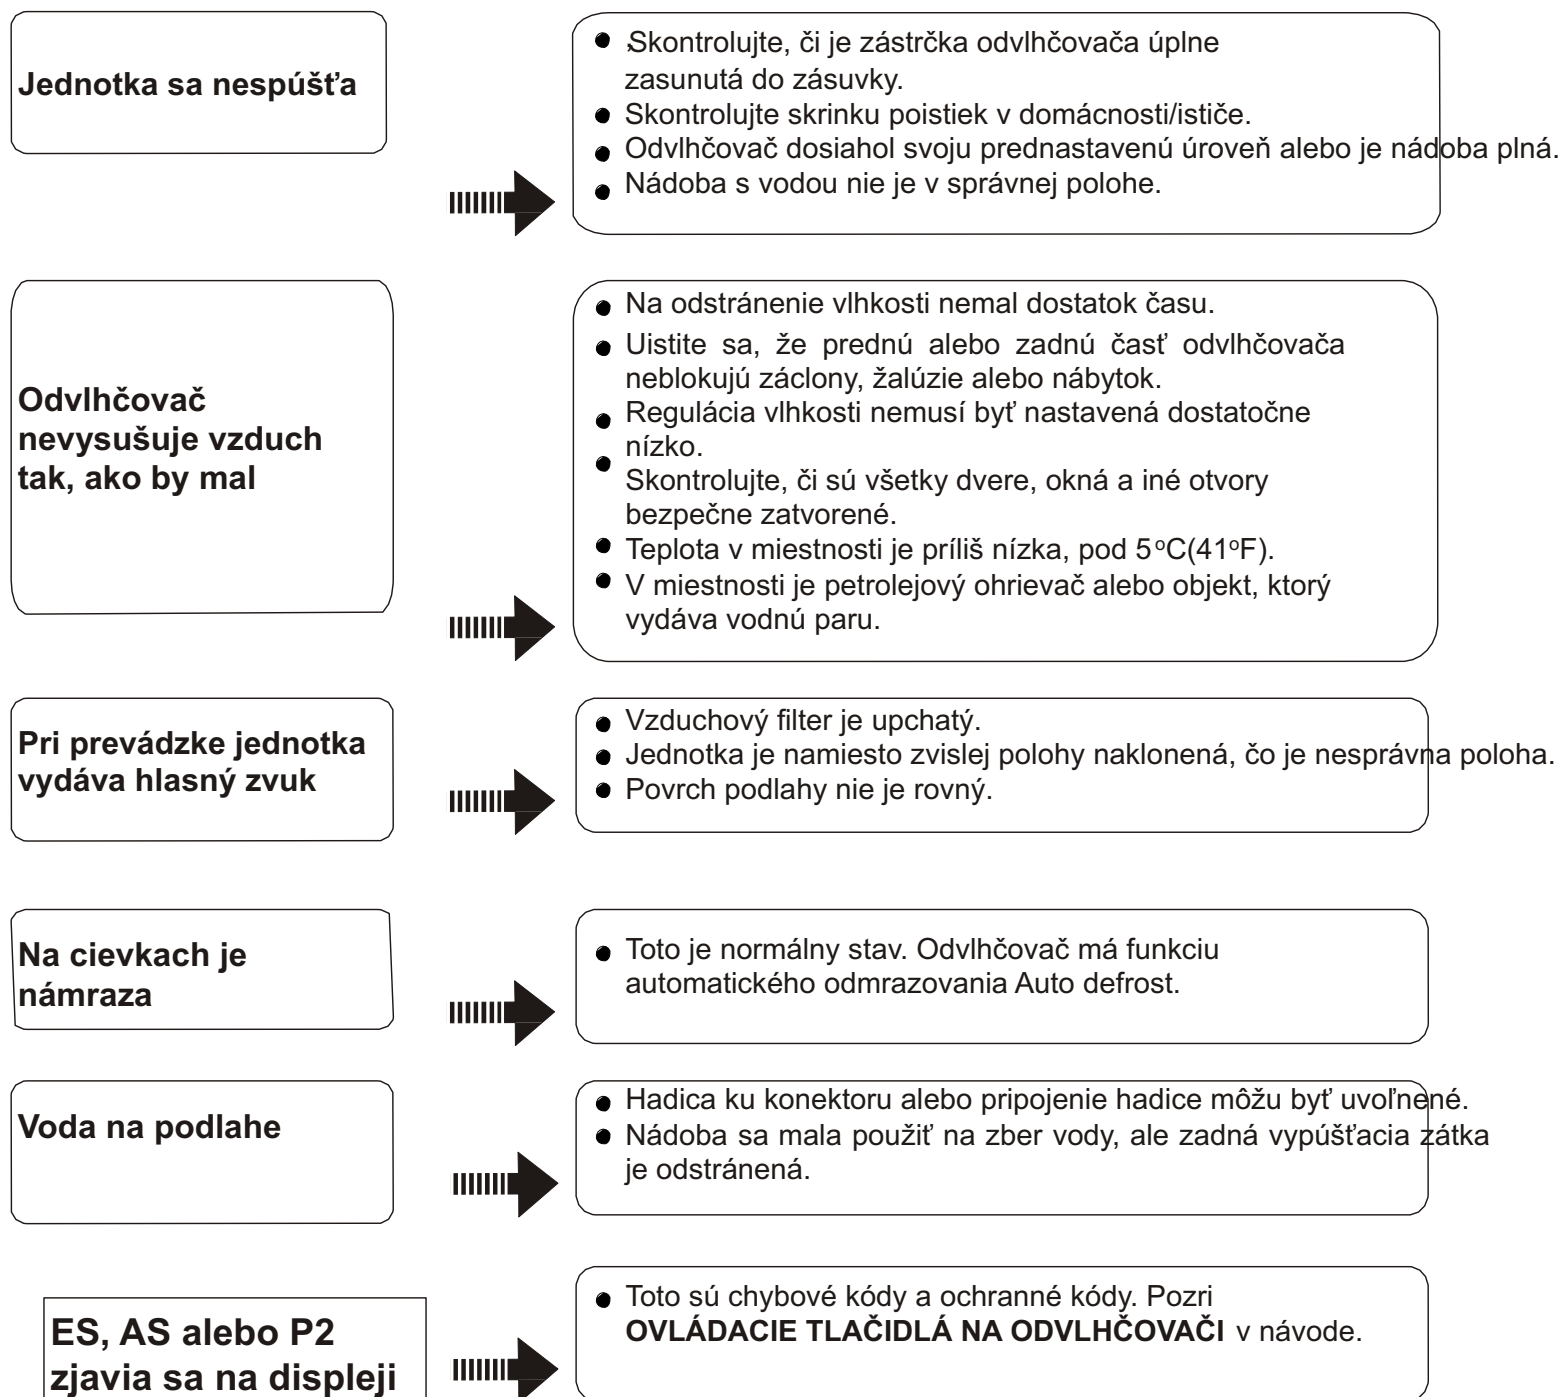 Jednotka sa nespúšťa
.Skontrolujte, či je zástrčka odvlhčovača úplne
zasunutá do zásuvky.
Skontrolujte skrinku poistiek v domácnosti/ističe.
Odvlhčovač dosiahol svoju prednastavenú úroveň alebo je nádoba plná.
Nádoba s vodou nie je v správnej polohe.
Odvlhčovač
nevysušuje vzduch
tak, ako by mal
Na odstránenie vlhkosti nemal dostatok času.
Uistite sa, že prednú alebo zadnú časť odvlhčovača
neblokujú záclony, žalúzie alebo nábytok.
Regulácia vlhkosti nemusí byť nastavená dostatočne
nízko.
Skontrolujte, či sú všetky dvere, okná a iné otvory
bezpečne zatvorené.
Teplota v miestnosti je príliš nízka, pod 5°C(41°F).
V miestnosti je petrolejový ohrievač alebo objekt, ktorý
vydáva vodnú paru.
Pri prevádzke jednotka
vydáva hlasný zvuk
Vzduchový filter je upchatý.
Jednotka je namiesto zvislej polohy naklonená, čo je nesprávna poloha.
Povrch podlahy nie je rovný.
Na cievkach je
námraza
Toto je normálny stav. Odvlhčovač má funkciu
automatického odmrazovania Auto defrost.
Voda na podlahe
Hadica ku konektoru alebo pripojenie hadice môžu byť uvoľnené.
Nádoba sa mala použiť na zber vody, ale zadná vypúšťacia zátka
je odstránená.
ES, AS alebo P2
zjavia sa na displeji
Toto sú chybové kódy a ochranné kódy. Pozri
OVLÁDACIE TLAČIDLÁ NA ODVLHČOVAČI v návode.